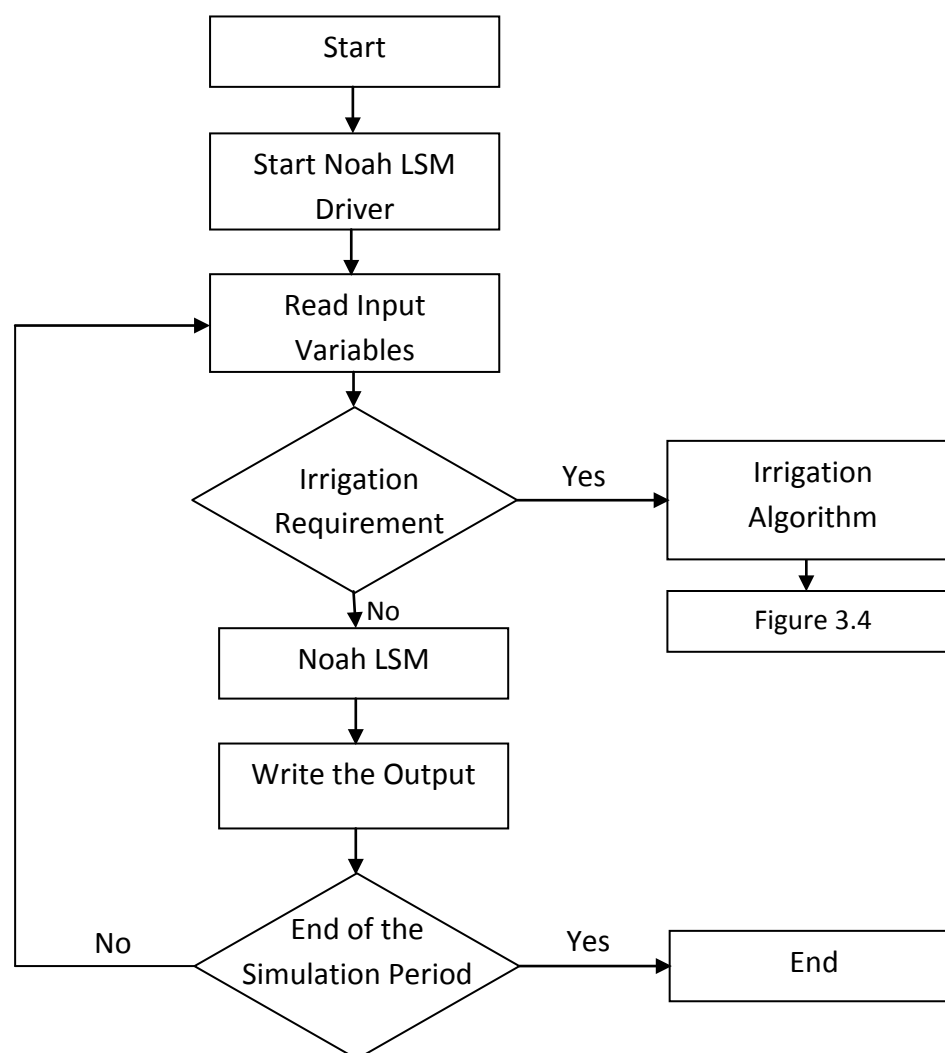 Start
Start Noah LSM
Driver
Read Input
Variables
Irrigation
Requirement
Yes
Irrigation
Algorithm
Figure 3.4
No
Noah LSM
Write the Output
End of the
Simulation Period
No
Yes
End